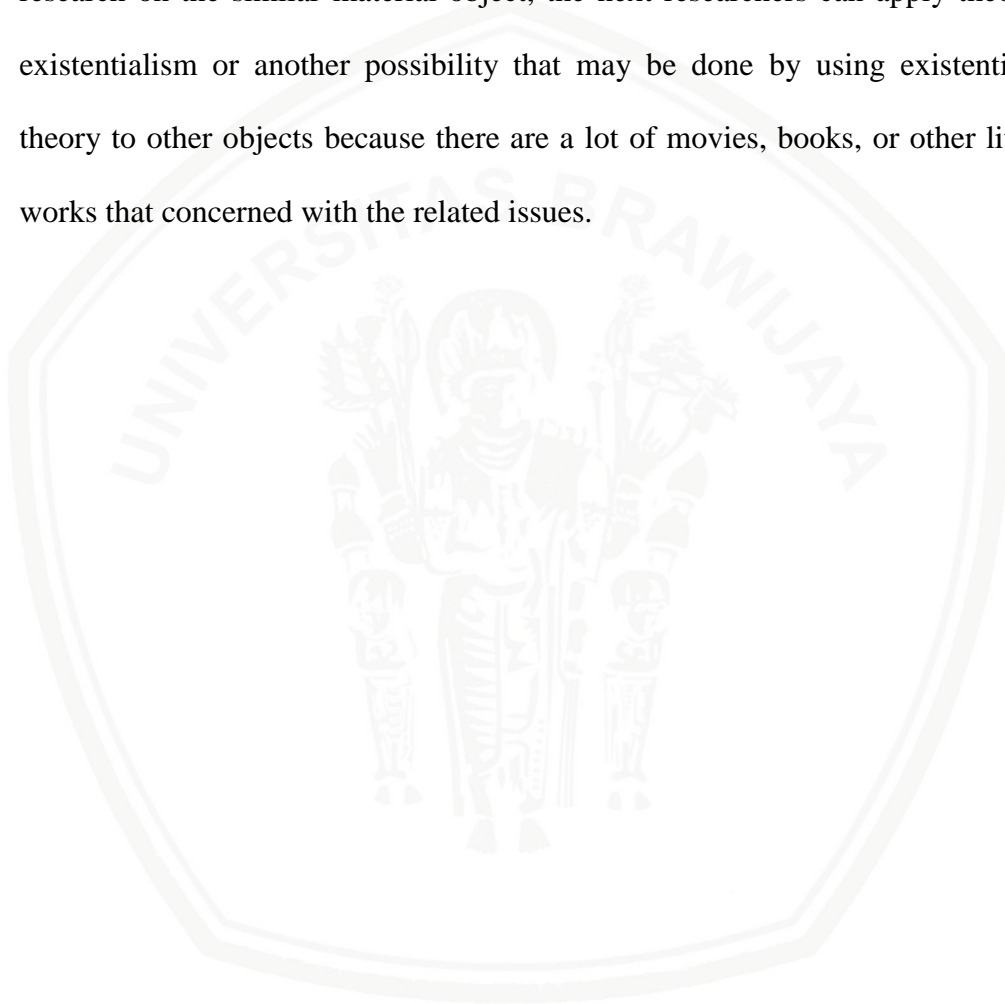 research on the similar material object, the next researchers can apply
existentialism or another possibility that may be done by using
theory to other objects because there are a lot of movies, books, or other
works that concerned with the related issues.
UNIVERSITAS BRAWIJAYA